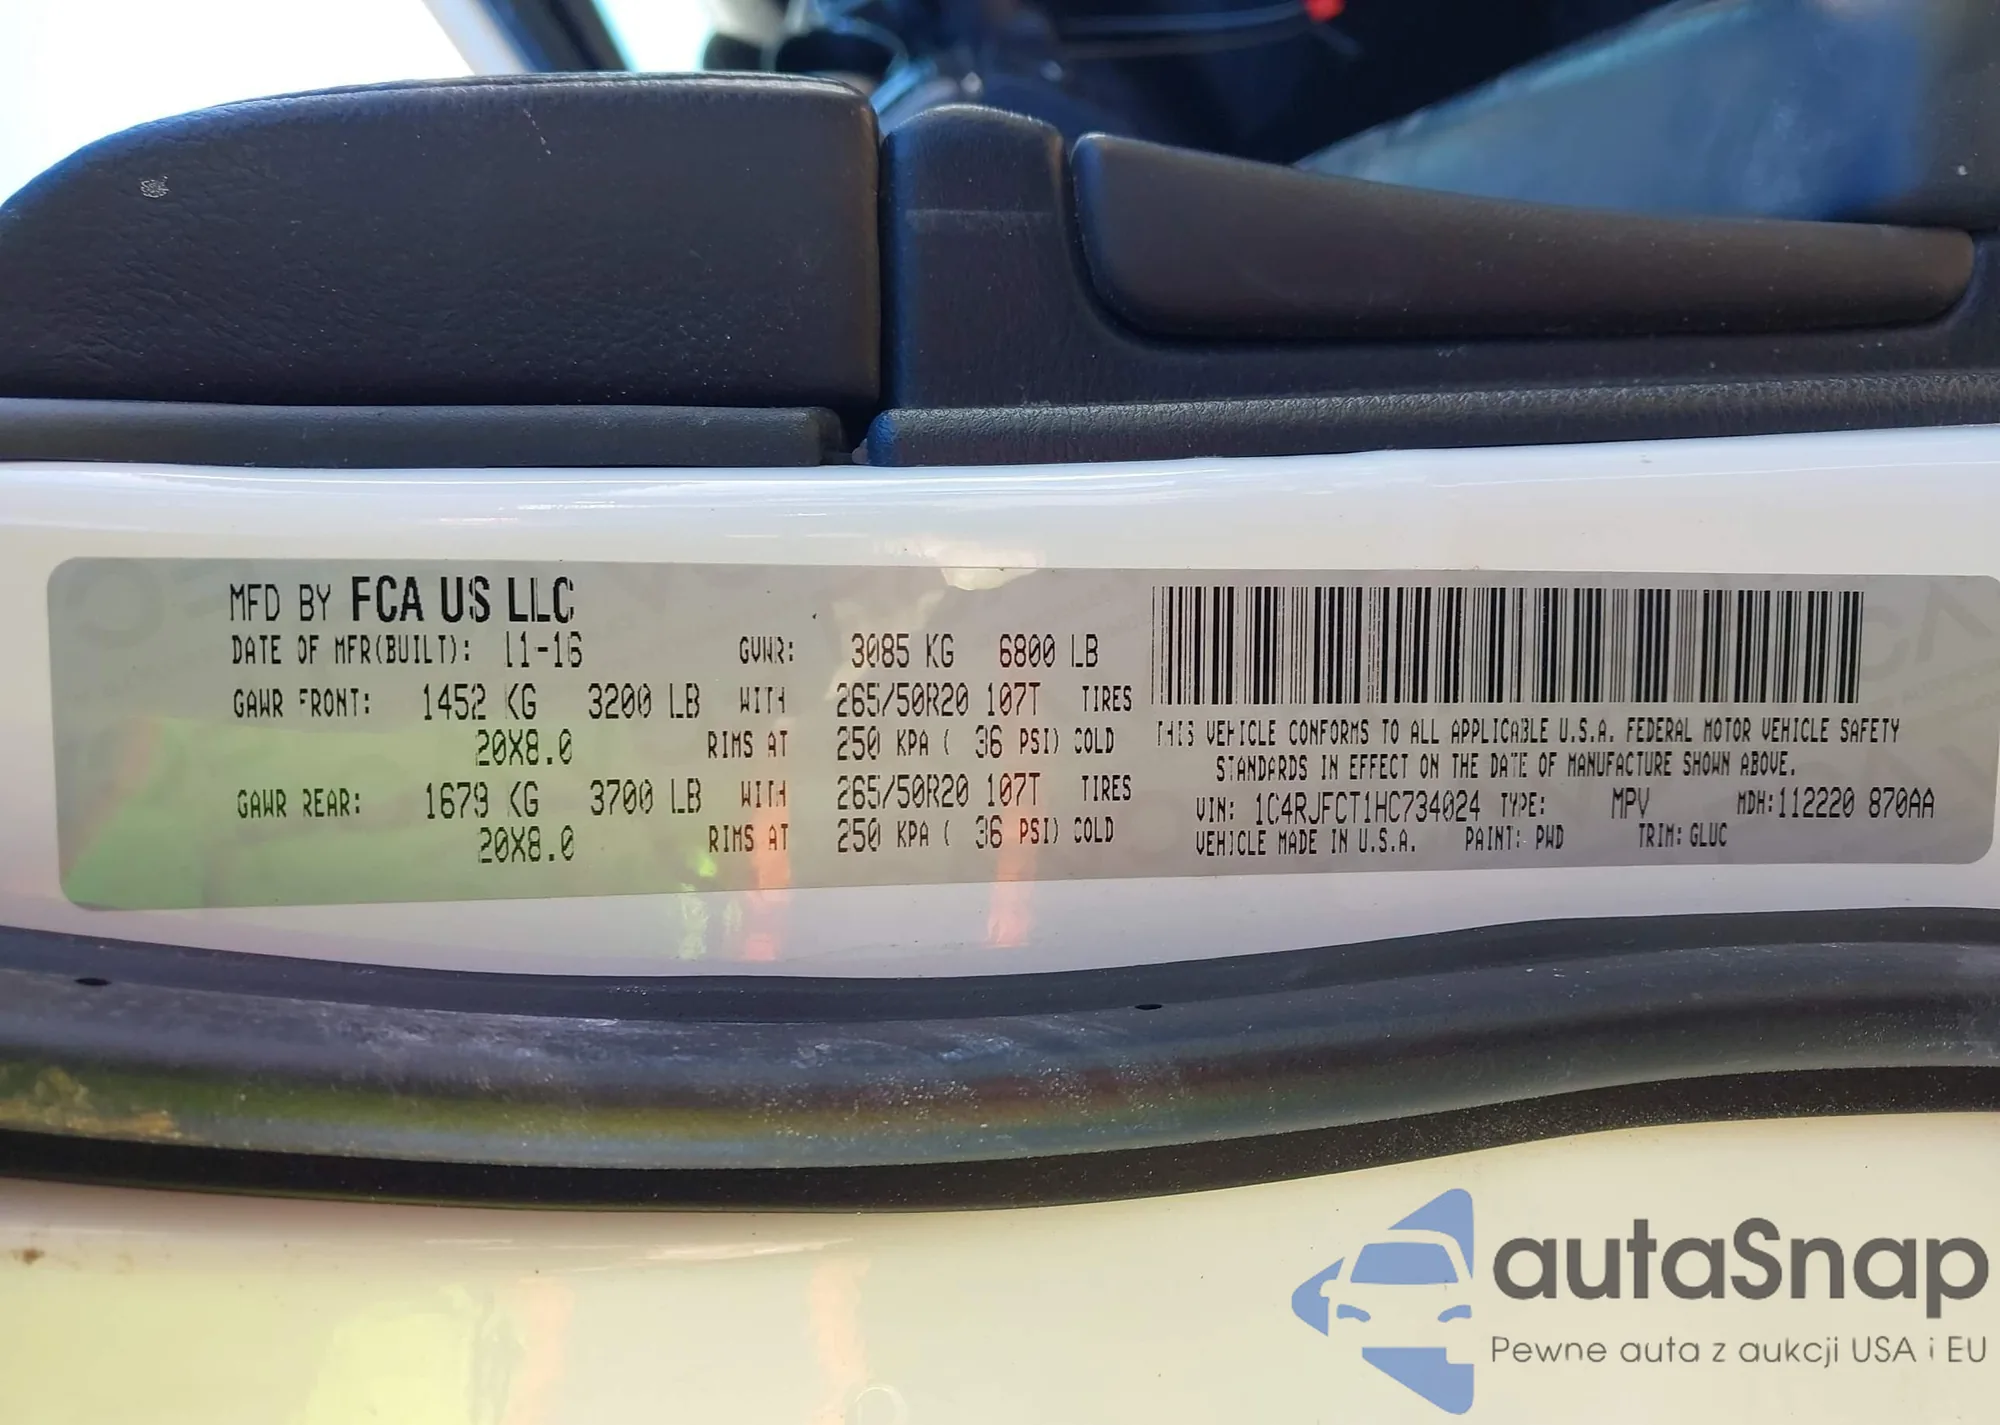 MFD BY FCA US LLC
DATE OF MFR(BUILT): 11-16 GVWR: 3085 KG 6800 LB
GAWR FRONT: 1452 KG 3200 LB WITH 265/50R20 107T TIRES
20X8.0 RIMS AT 250 KPA ( 36 PSI) COLD
GAWR REAR: 1679 KG 3700 LB WITH 265/50R20 107T TIRES
20X8.0 RIMS AT 250 KPA ( 36 PSI) COLD
THIS VEHICLE CONFORMS TO ALL APPLICABLE U.S.A. FEDERAL MOTOR VEHICLE SAFETY
STANDARDS IN EFFECT ON THE DATE OF MANUFACTURE SHOWN ABOVE.
VIN: 1C4RJFCT1HC734024 TYPE: MPV MDH:112220 870AA
VEHICLE MADE IN U.S.A. PAINT: PWD TRIM: GLUC
autaSnap
Pewne auta z aukcji USA i EU